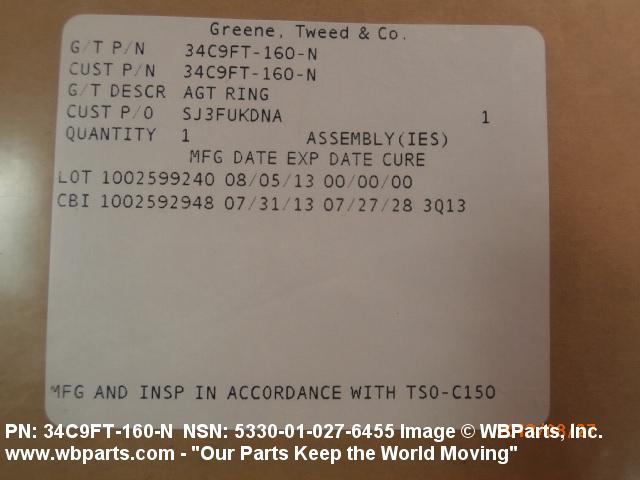 Greene, Tweed & Co.
G/T P/N 34C9FT-160-N
CUST P/N 34C9FT-160-N
G/T DESCR AGT RING
CUST P/O SJ3FUKDNA 1
QUANTITY 1 ASSEMBLY(IES)
MFG DATE EXP DATE CURE
LOT 1002599240 08/05/13 00/00/00
CBI 1002592948 07/31/13 07/27/28 3Q13
MFG AND INSP IN ACCORDANCE WITH TSO-C150
PN: 34C9FT-160-N NSN: 5330-01-027-6455 Image © WBParts, Inc.
www.wbparts.com - "Our Parts Keep the World Moving"